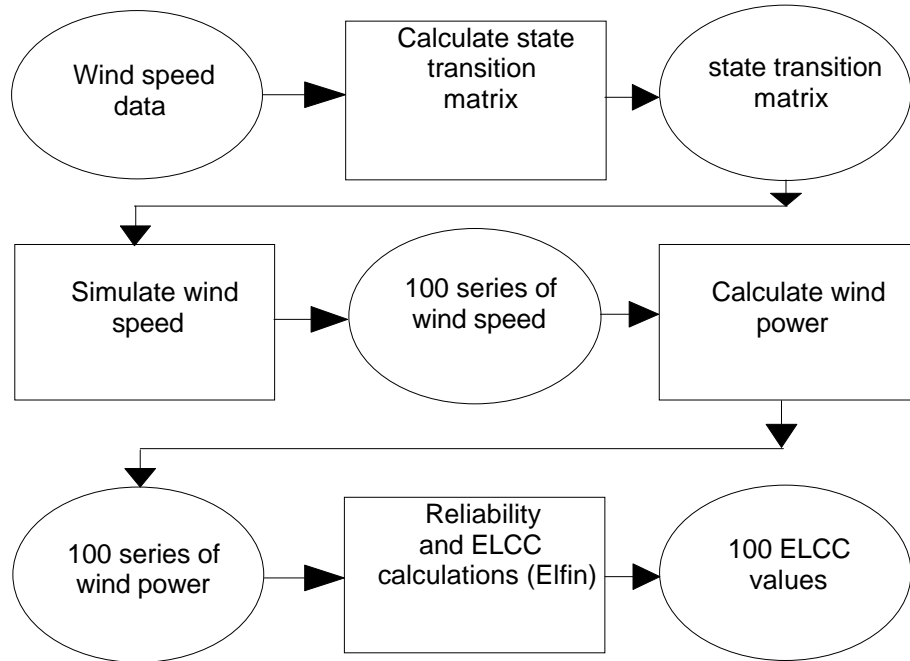 Wind speed
data
Calculate state
transition
matrix
state transition
matrix
Simulate wind
speed
100 series of
wind speed
Calculate wind
power
100 series of
wind power
Reliability
and ELCC
calculations (Elfin)
100 ELCC
values